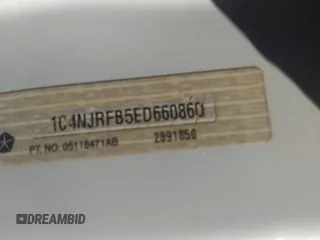 1C4NJRFB5ED660860
PT. NO. 05116471AB 2891850
DREAMBID